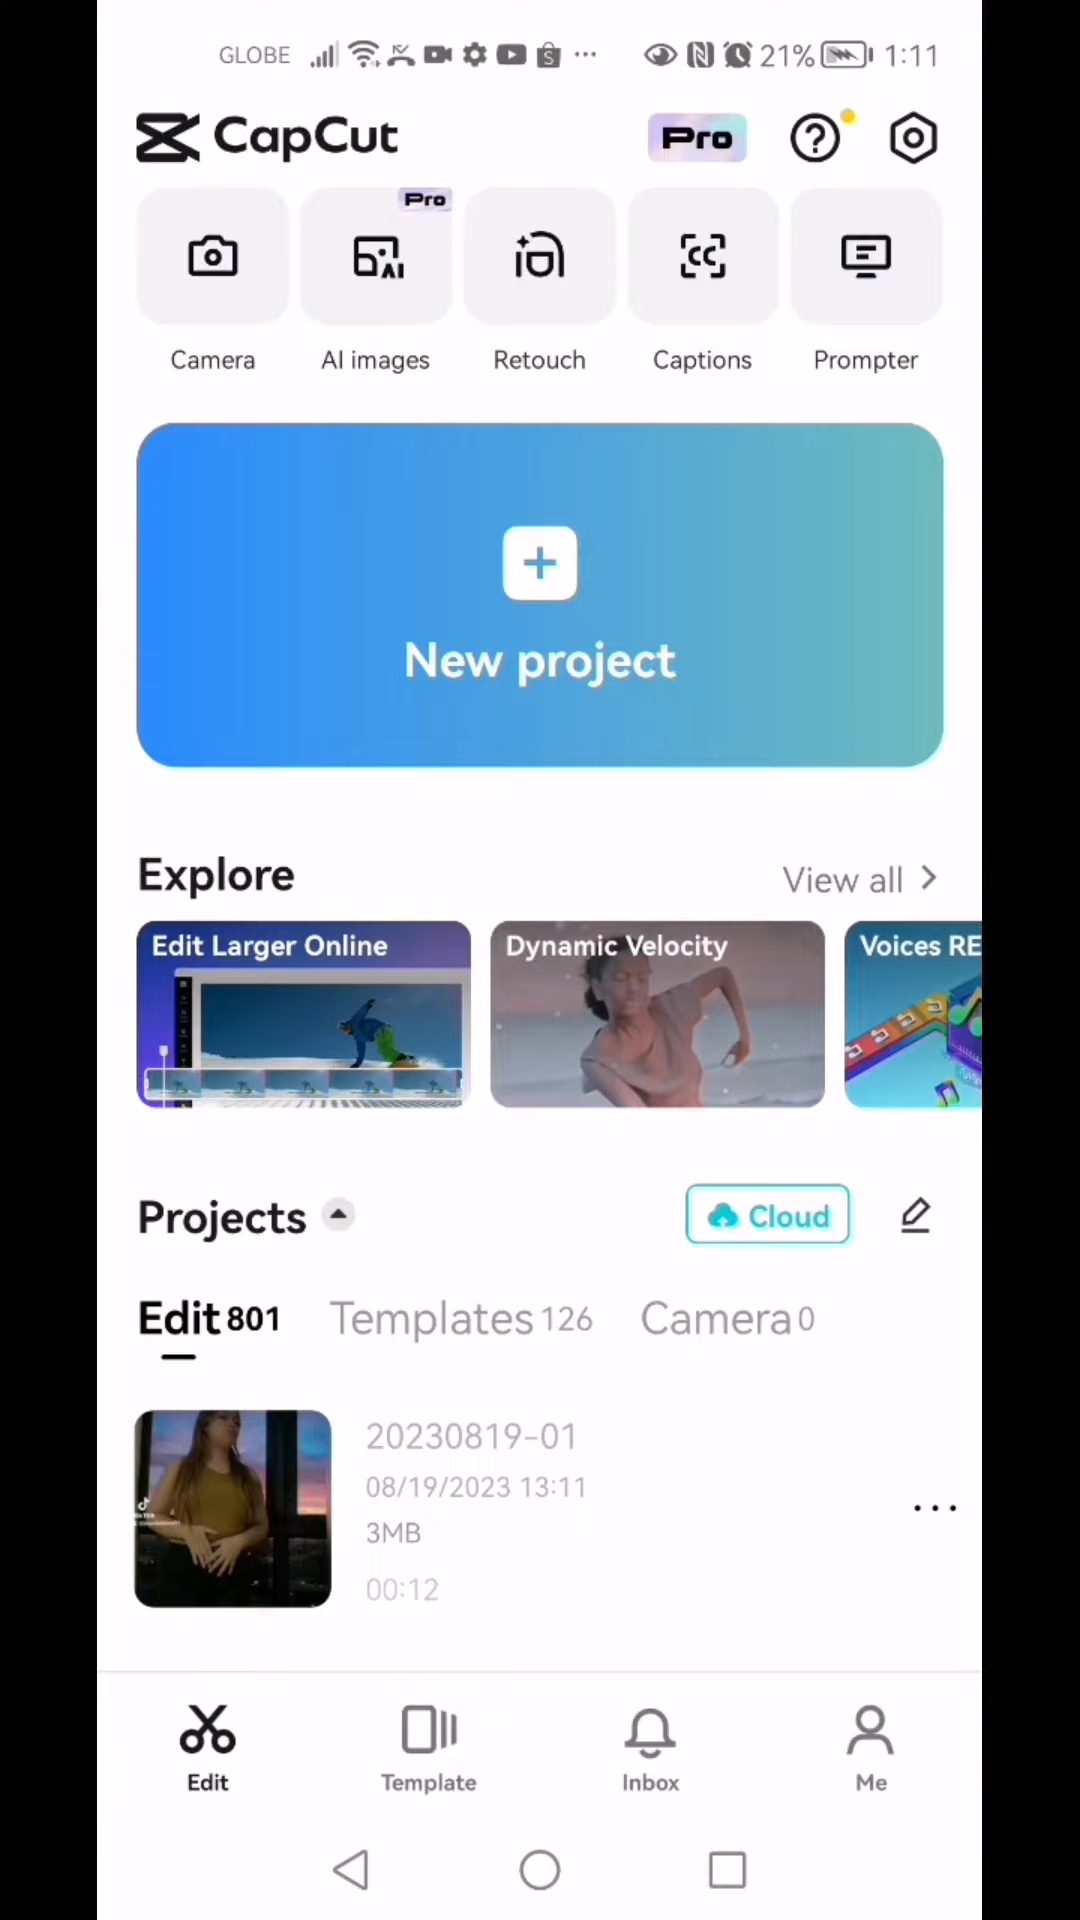 GLOBE 21% 1:11
CapCut Pro
Pro
Camera AI images Retouch Captions Prompter
New project
Explore View all
Edit Larger Online Dynamic Velocity Voices RE
Projects Cloud
Edit 801 Templates 126 Camera 0
20230819-01
08/19/2023 13:11
3MB
00:12
Edit Template Inbox Me